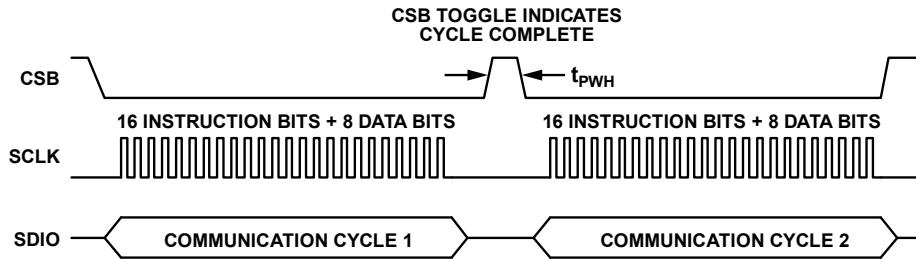 CSB TOGGLE INDICATES
CYCLE COMPLETE
CSB
tPWH
16 INSTRUCTION BITS + 8 DATA BITS
16 INSTRUCTION BITS + 8 DATA BITS
SCLK
SDIO
COMMUNICATION CYCLE 1
COMMUNICATION CYCLE 2